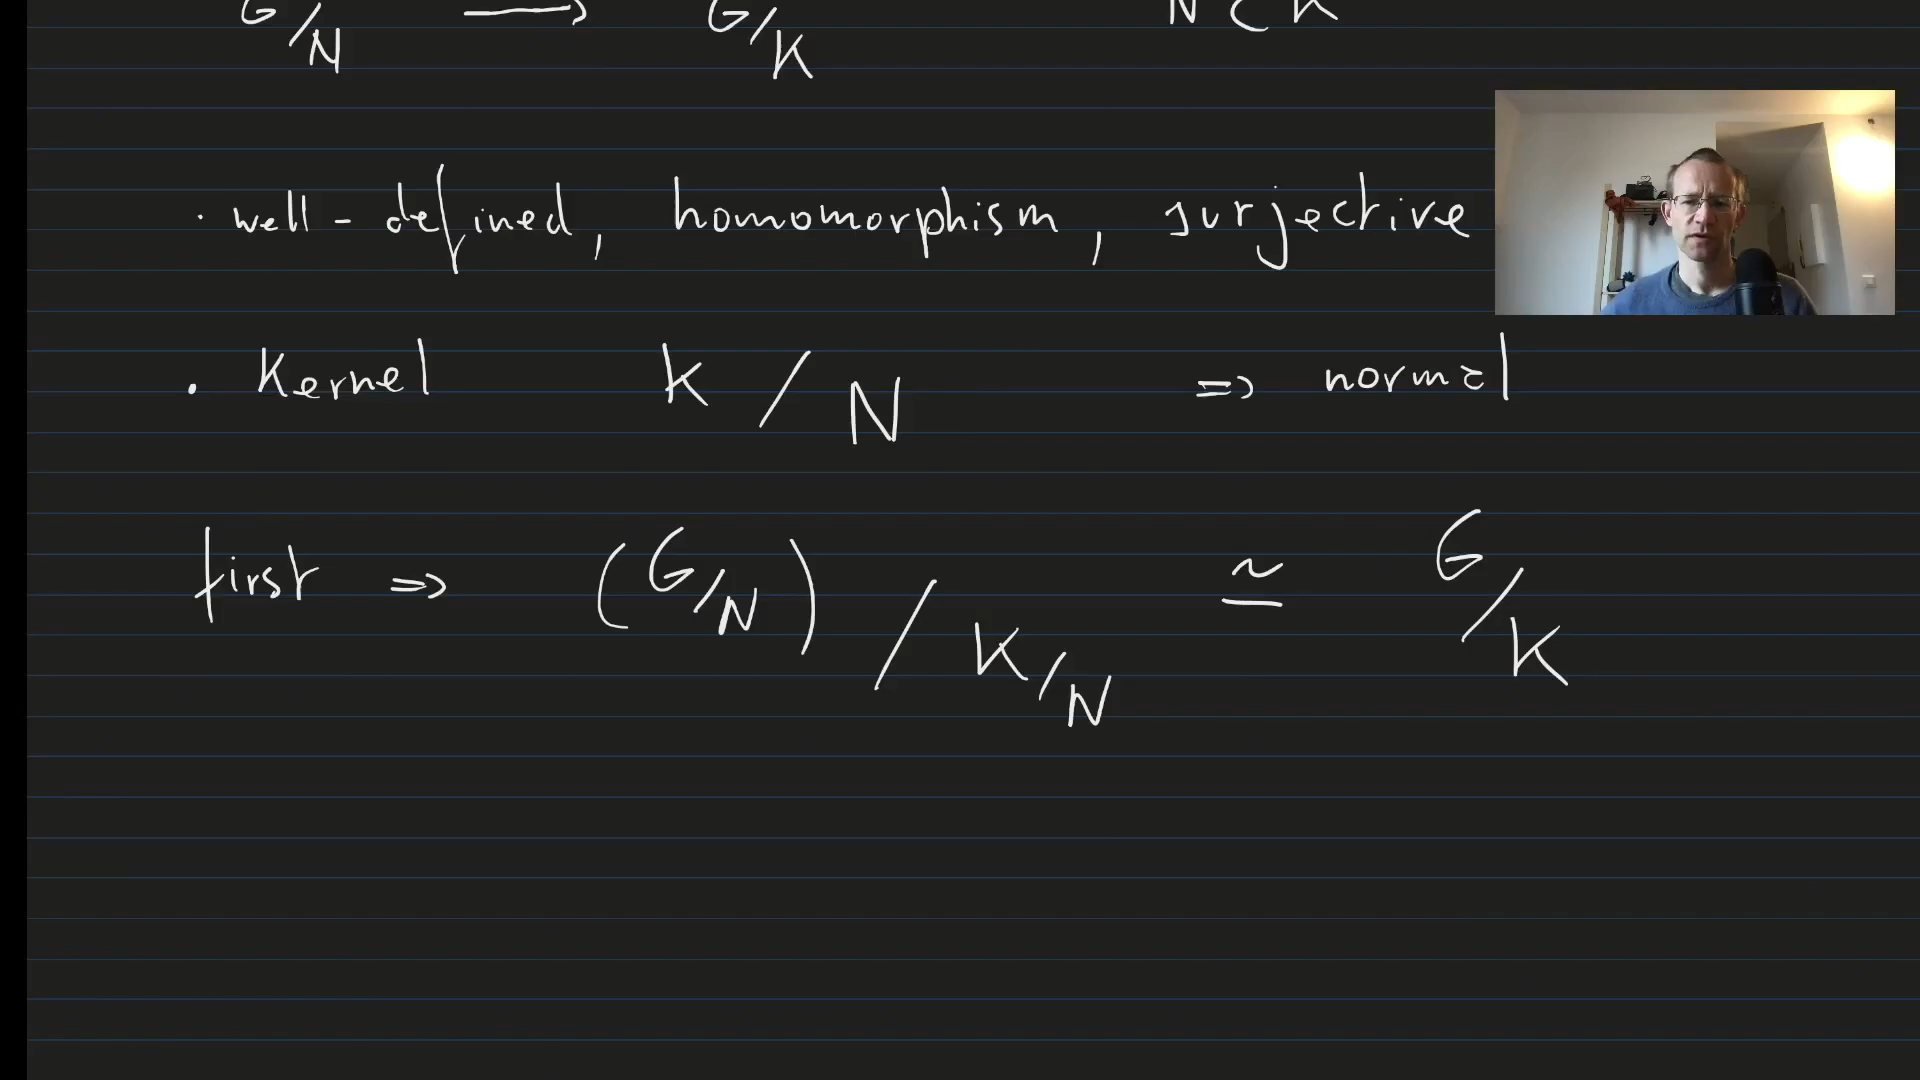 G/N ⟶ G/K N ⊂ K
· well-defined, homomorphism, surjective
· Kernel K/N => normal
first => (G/N)/K/N ≃ G/K